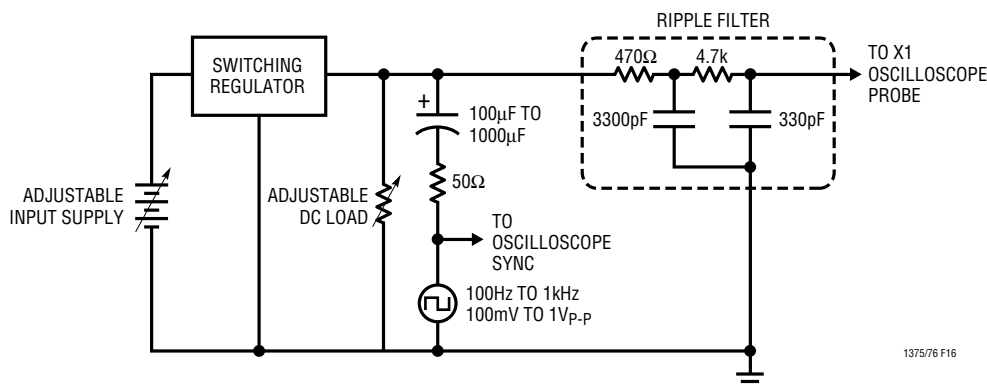 RIPPLE FILTER
SWITCHING
REGULATOR
470Ω
4.7k
TO X1
OSCILLOSCOPE
PROBE
+
100µF TO
1000µF
3300pF
330pF
ADJUSTABLE
INPUT SUPPLY
ADJUSTABLE
DC LOAD
50Ω
TO
OSCILLOSCOPE
SYNC
100Hz TO 1kHz
100mV TO 1VP-P
1375/76 F16